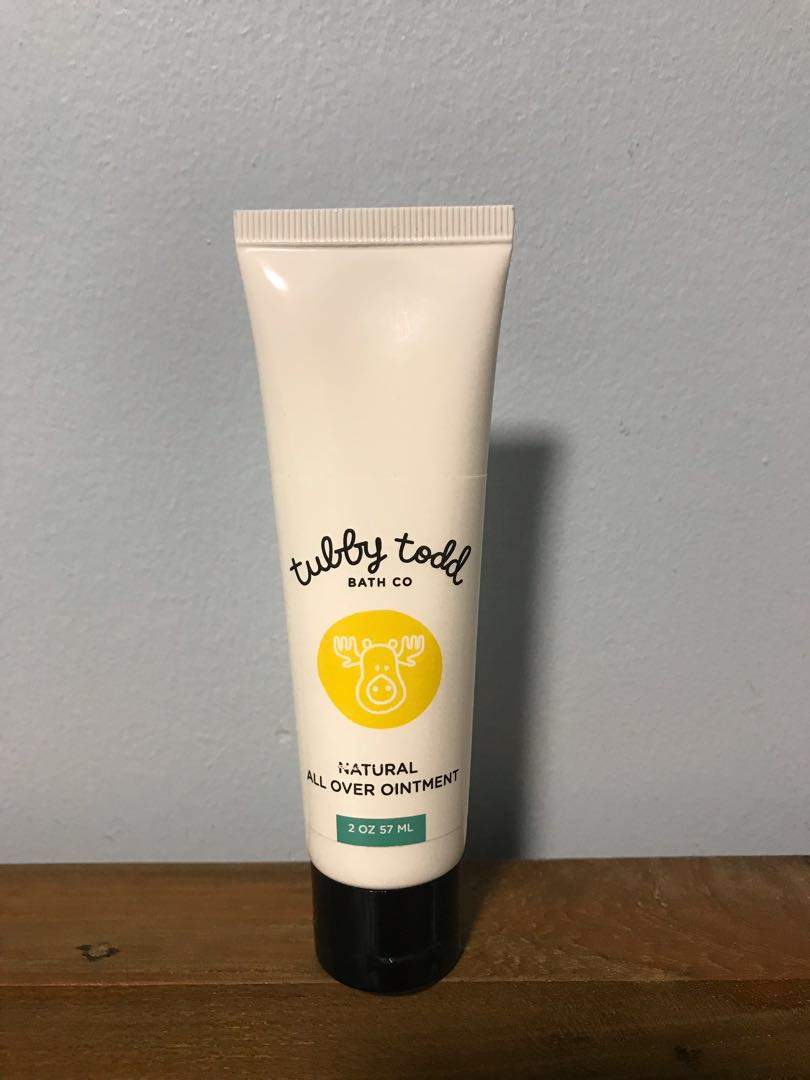 tubby todd
BATH CO
NATURAL
ALL OVER OINTMENT
2 OZ 57 ML